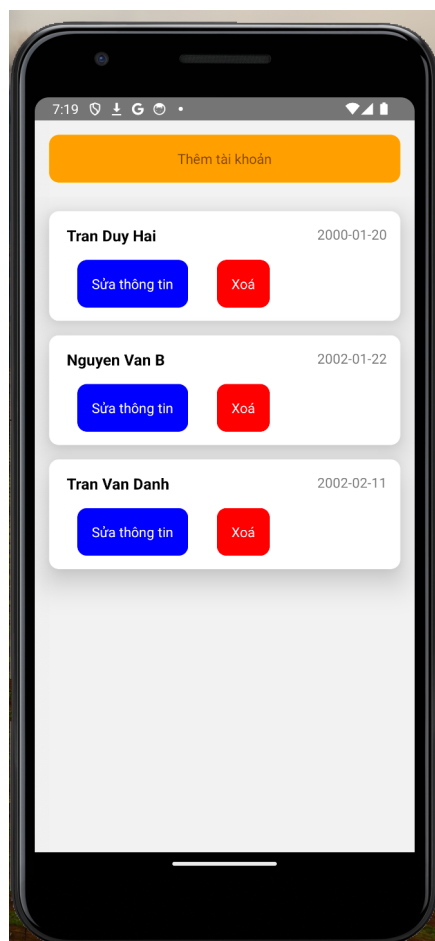 7:19 G
Thêm tài khoản
Tran Duy Hai 2000-01-20
Sửa thông tin Xoá
Nguyen Van B 2002-01-22
Sửa thông tin Xoá
Tran Van Danh 2002-02-11
Sửa thông tin Xoá